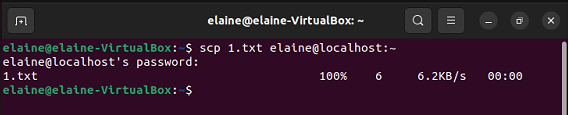 elaine@elaine-VirtualBox: ~
elaine@elaine-VirtualBox:~$ scp 1.txt elaine@localhost:~
elaine@localhost's password:
1.txt 100% 6 6.2KB/s 00:00
elaine@elaine-VirtualBox:~$